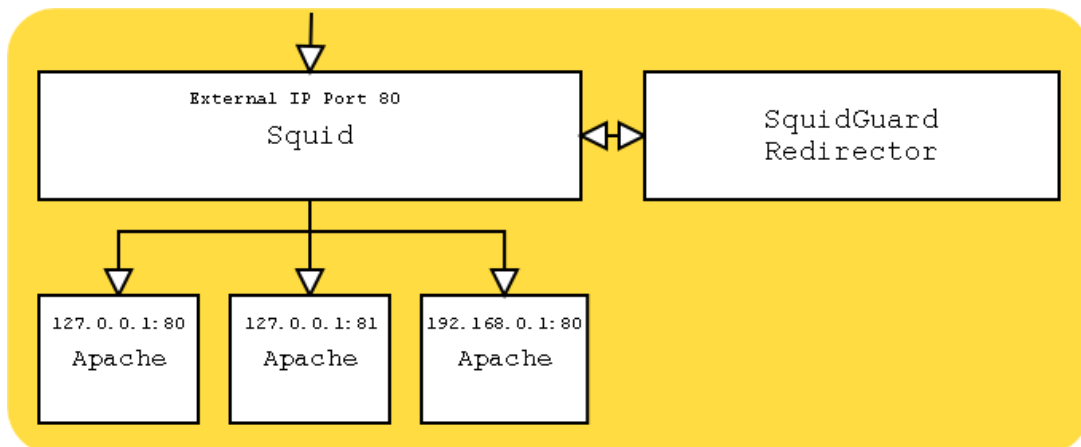 External IP Port 80
Squid
SquidGuard
Redirector
127.0.0.1:80
Apache
127.0.0.1:81
Apache
192.168.0.1:80
Apache